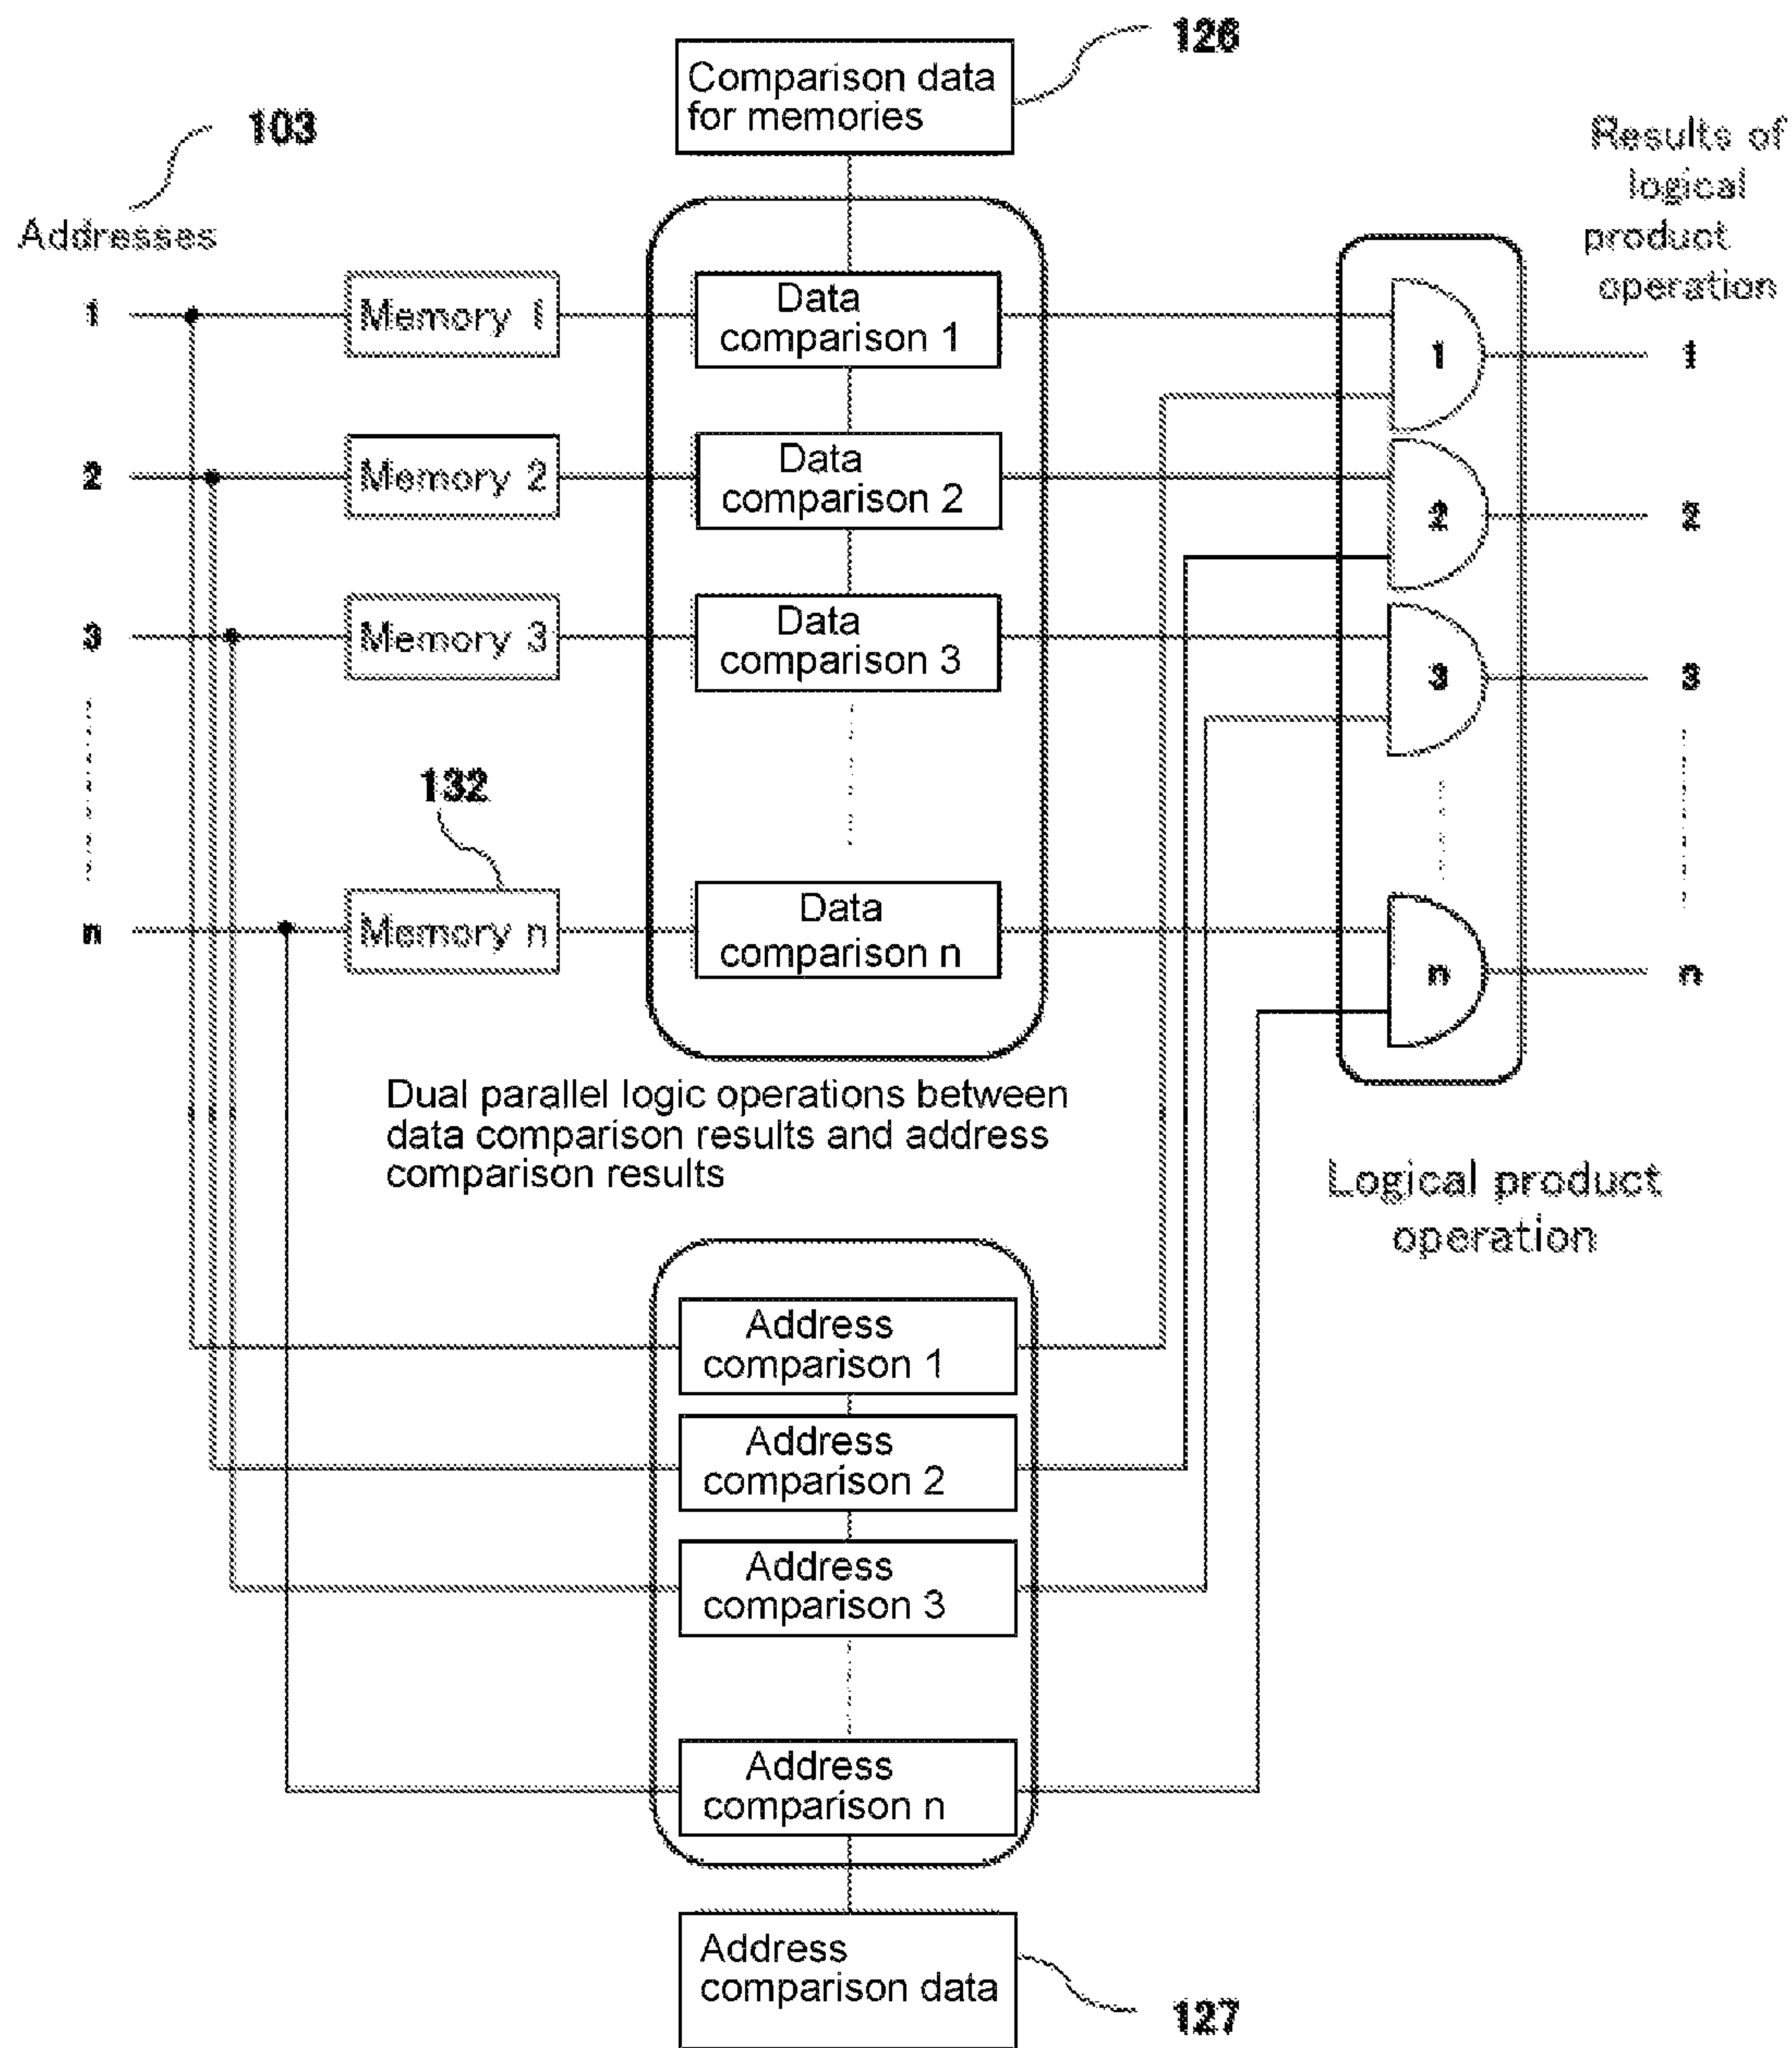 126
Comparison data
for memories
103
Addresses
Results of
logical
product
operation
1
Memory 1
Data
comparison 1
1
1
2
Memory 2
Data
comparison 2
2
2
3
Memory 3
Data
comparison 3
3
3
132
n
Memory n
Data
comparison n
n
n
Dual parallel logic operations between
data comparison results and address
comparison results
Logical product
operation
Address
comparison 1
Address
comparison 2
Address
comparison 3
Address
comparison n
Address
comparison data
127